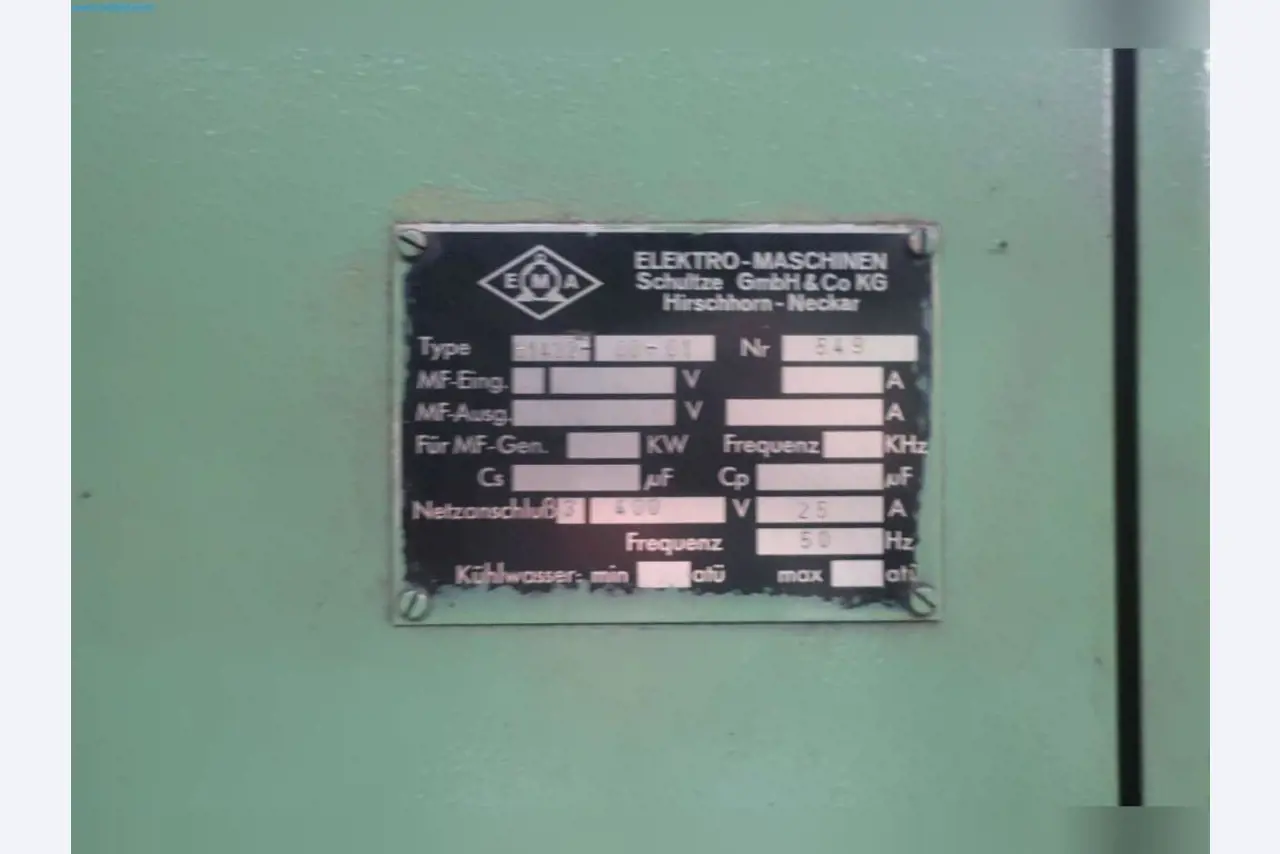 EMA
ELEKTRO-MASCHINEN
Schultze GmbH & Co KG
Hirschhorn-Neckar
Type 01 Nr 549
MF-Eing. V A
MF-Ausg. V A
Für MF-Gen. KW Frequenz KHz
Cs µF Cp µF
Netzanschluß 3 400 V 25 A
Frequenz 50 Hz
Kühlwasser: min atü max atü